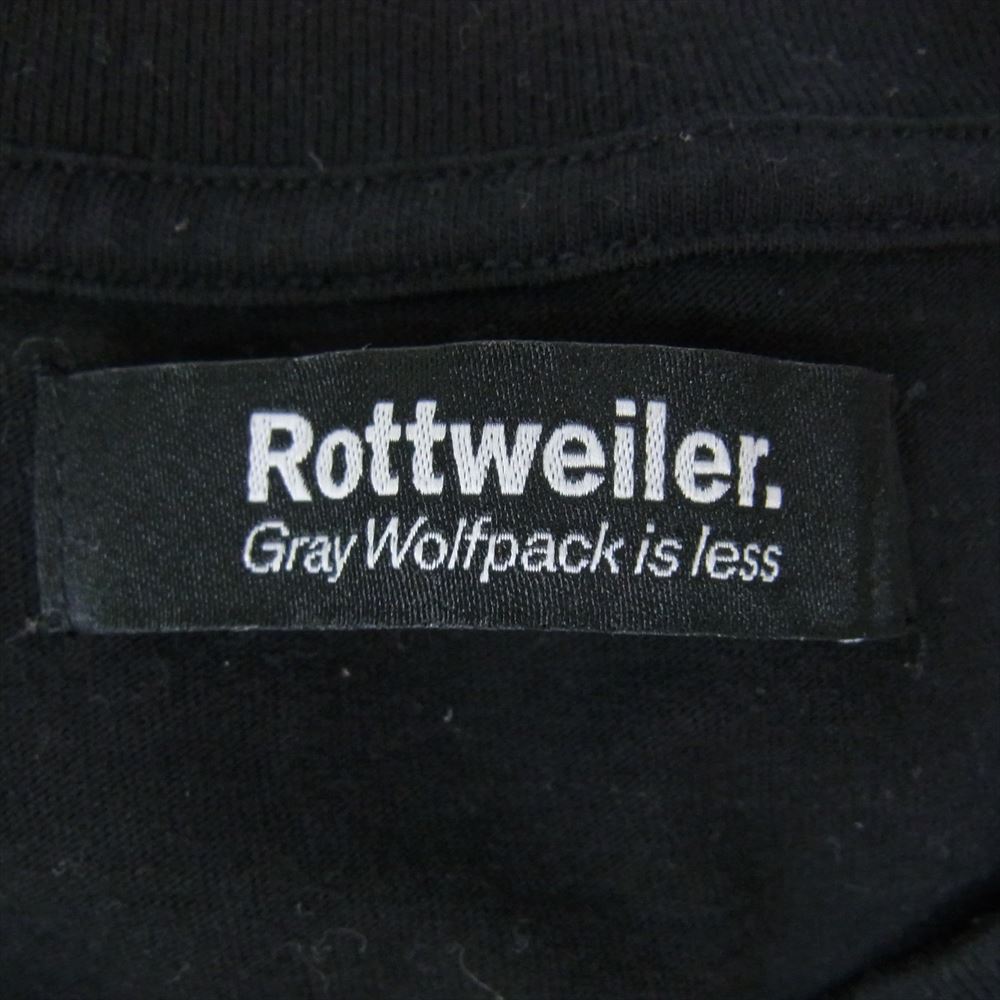 Rottweiler.
Gray Wolfpack is less